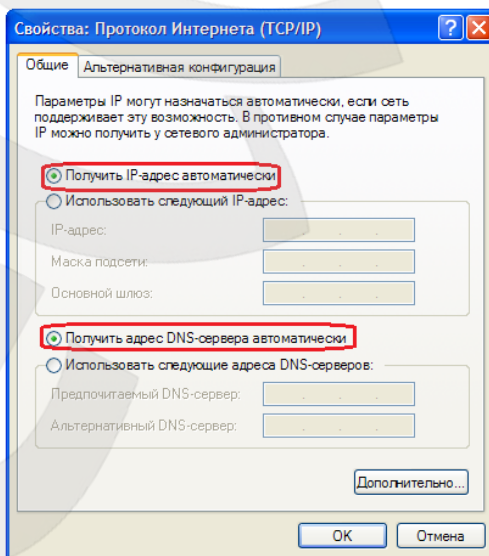 Свойства: Протокол Интернета (TCP/IP)
Общие
Альтернативная конфигурация
Параметры IP могут назначаться автоматически, если сеть
поддерживает эту возможность. В противном случае параметры
IP можно получить у сетевого администратора.
Получить IP-адрес автоматически
Использовать следующий IP-адрес:
IP-адрес:
Маска подсети:
Основной шлюз:
Получить адрес DNS-сервера автоматически
Использовать следующие адреса DNS-серверов:
Предпочитаемый DNS-сервер:
Альтернативный DNS-сервер:
Дополнительно...
OK
Отмена